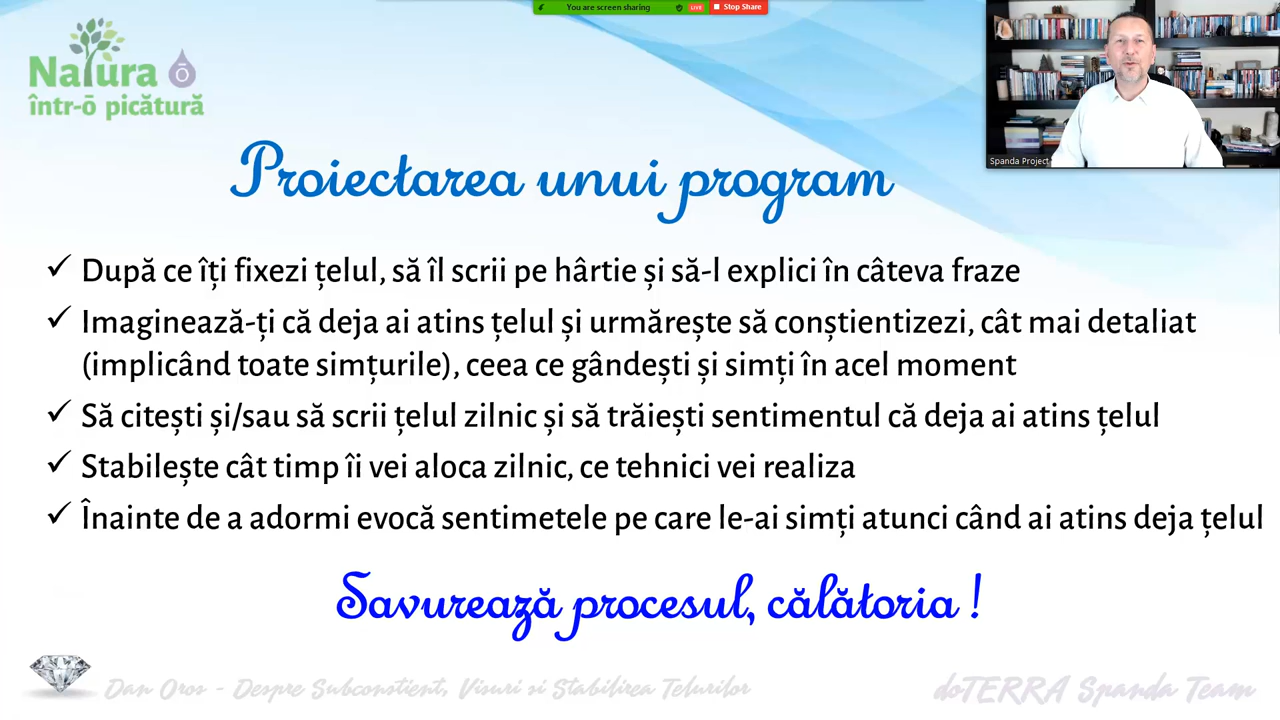 You are screen sharing
LIVE
Stop Share
Natura
într-ō picătură
Spanda Project
Proiectarea unui program
✓ După ce îți fixezi țelul, să îl scrii pe hârtie și să-l explici în câteva fraze
✓ Imaginează-ți că deja ai atins țelul și urmărește să conștientizezi, cât mai detaliat
(implicând toate simțurile), ceea ce gândești și simți în acel moment
✓ Să citești și/sau să scrii țelul zilnic și să trăiești sentimentul că deja ai atins țelul
✓ Stabilește cât timp îi vei aloca zilnic, ce tehnici vei realiza
✓ Înainte de a adormi evocă sentimetele pe care le-ai simți atunci când ai atins deja țelul
Savurează procesul, călătoria !
Dan Oros - Despre Subconstient, Visuri si Stabilirea Telurilor
doTERRA Spanda Team